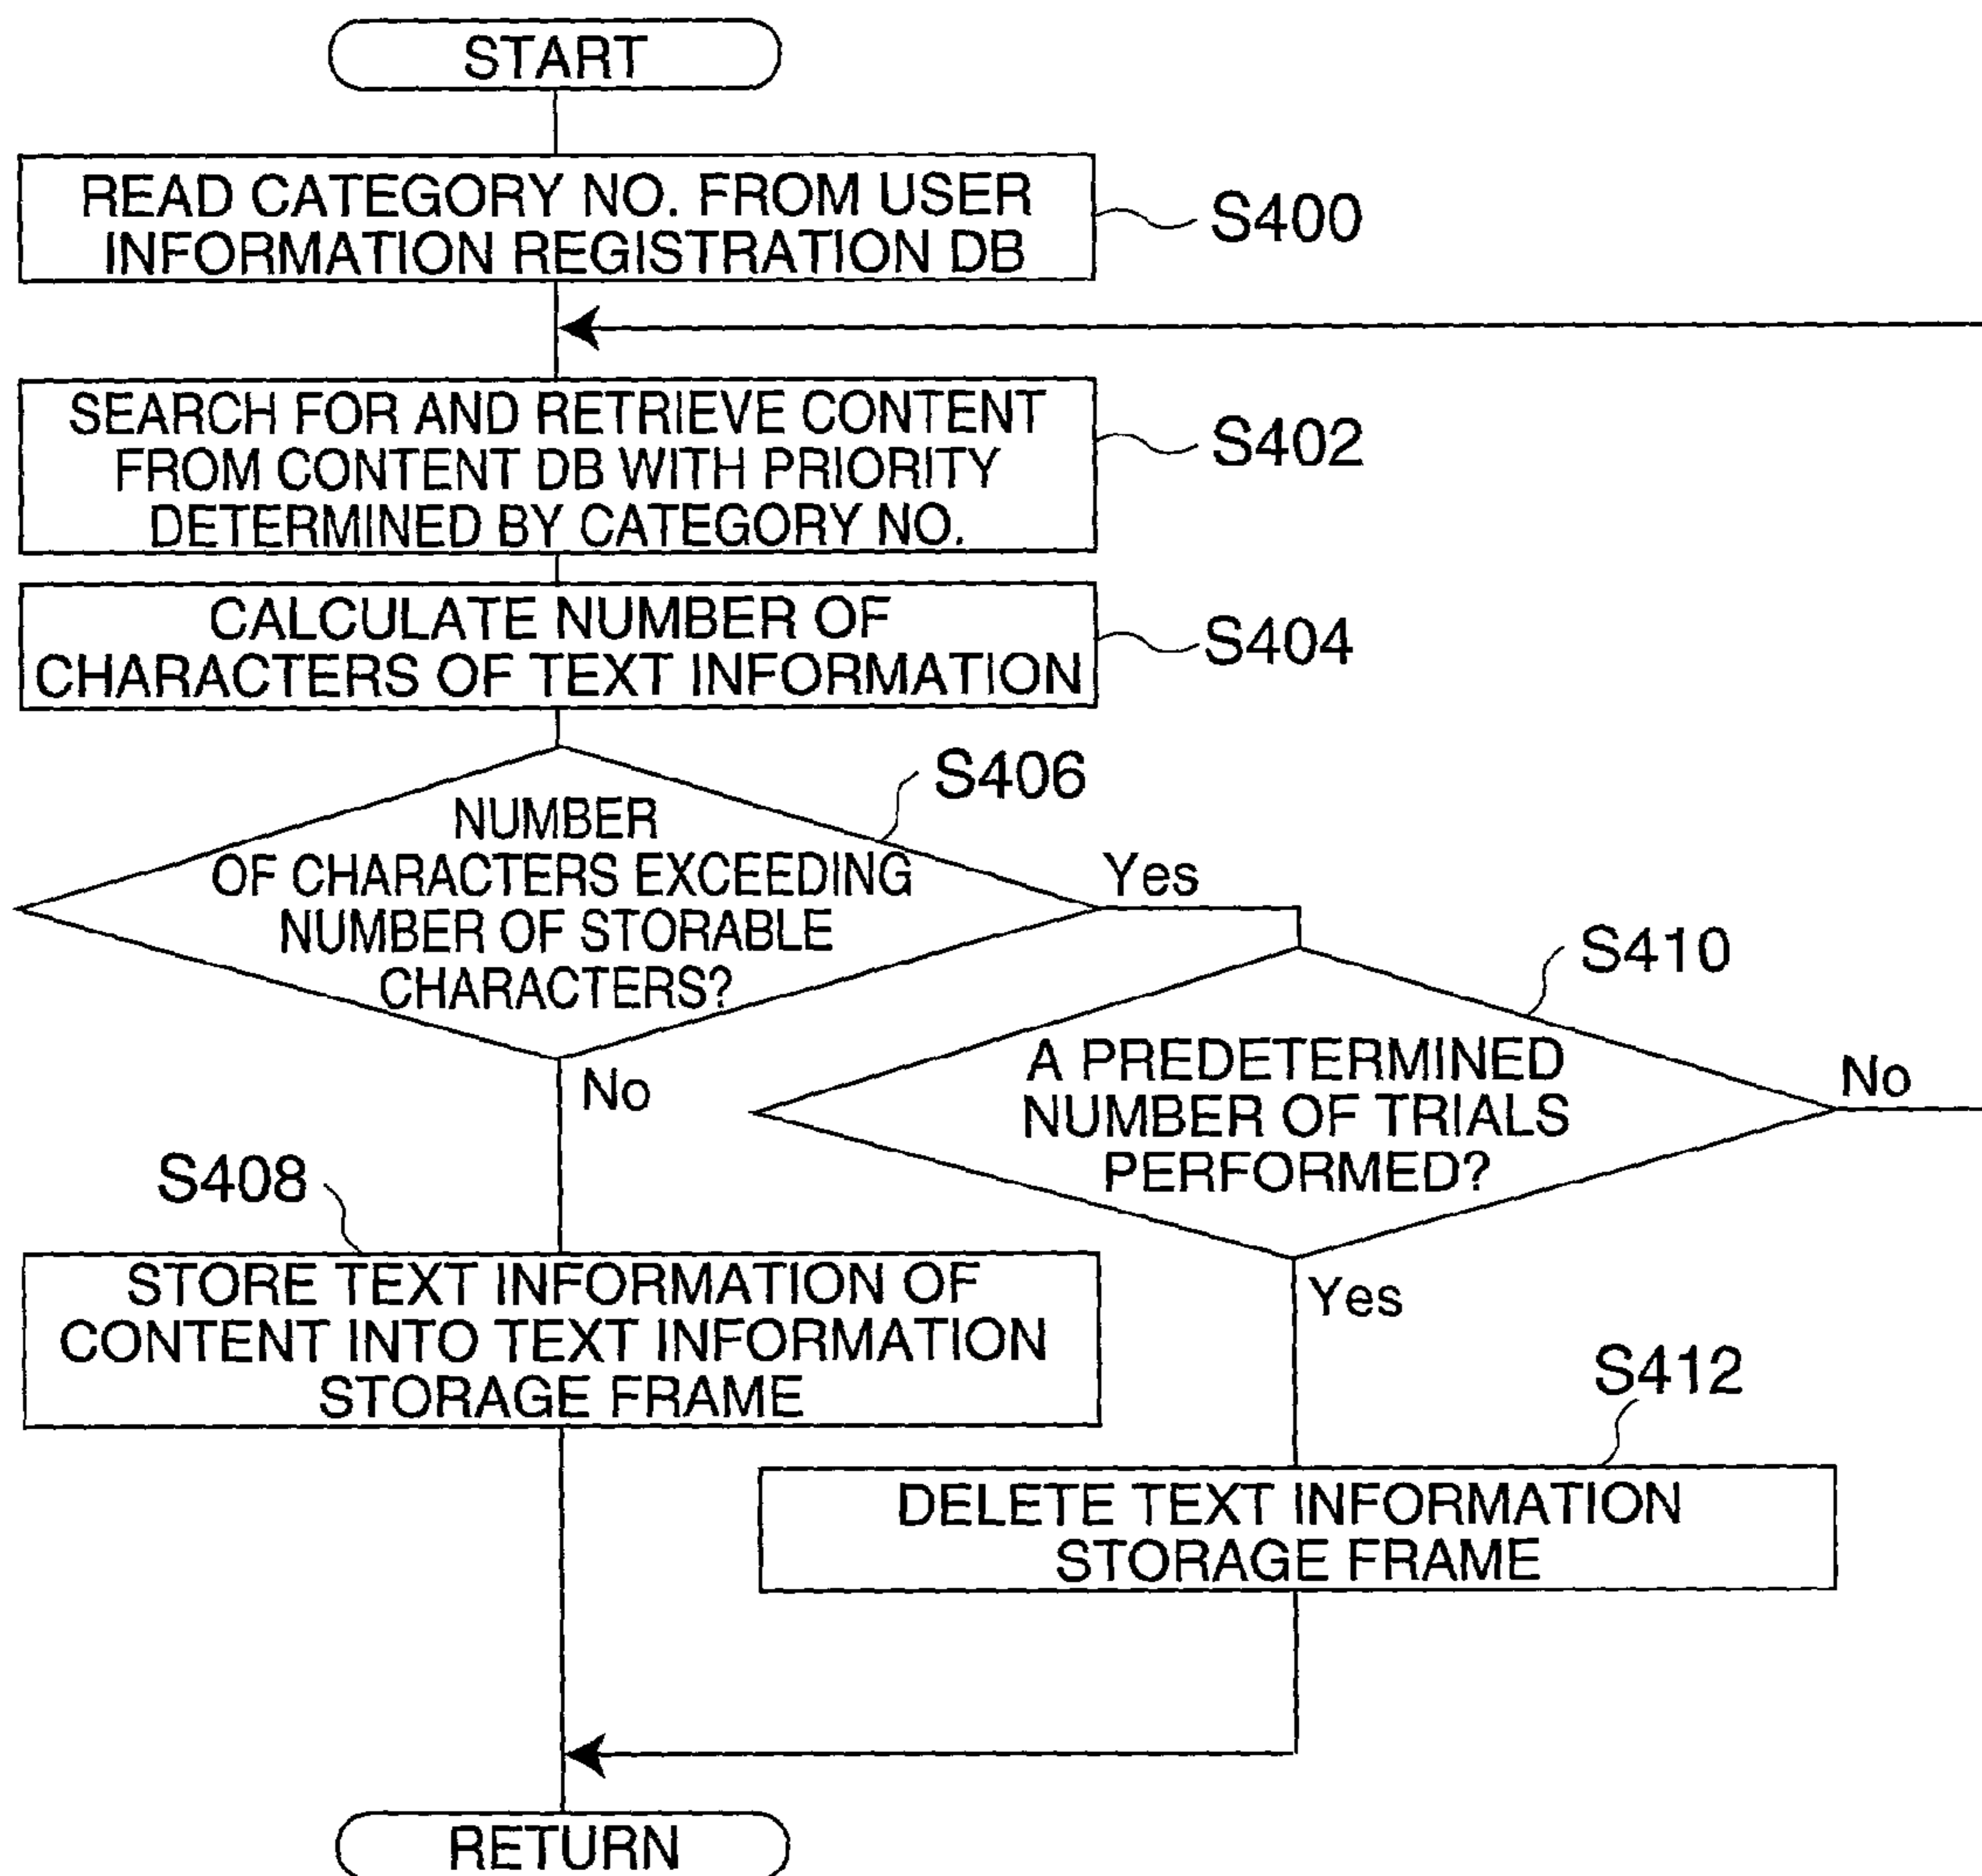 START
READ CATEGORY NO. FROM USER
INFORMATION REGISTRATION DB
S400
SEARCH FOR AND RETRIEVE CONTENT
FROM CONTENT DB WITH PRIORITY
DETERMINED BY CATEGORY NO.
S402
CALCULATE NUMBER OF
CHARACTERS OF TEXT INFORMATION
S404
S406
NUMBER
OF CHARACTERS EXCEEDING
NUMBER OF STORABLE
CHARACTERS?
Yes
No
S410
A PREDETERMINED
NUMBER OF TRIALS
PERFORMED?
No
Yes
S408
STORE TEXT INFORMATION OF
CONTENT INTO TEXT INFORMATION
STORAGE FRAME
S412
DELETE TEXT INFORMATION
STORAGE FRAME
RETURN